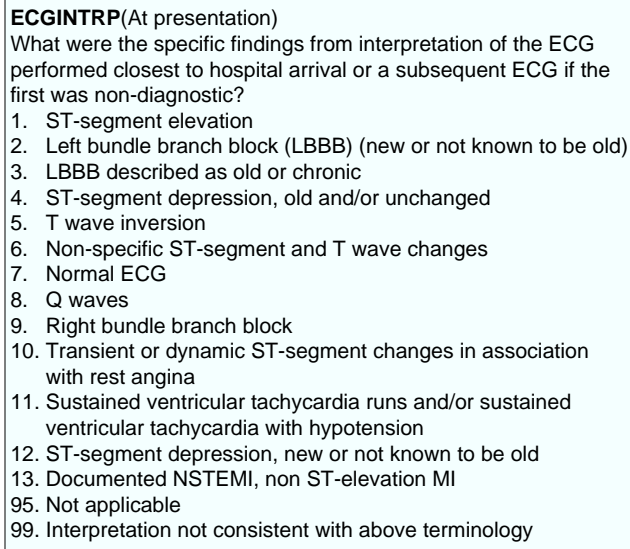 ECGINTRP(At presentation)
What were the specific findings from interpretation of the ECG
performed closest to hospital arrival or a subsequent ECG if the
first was non-diagnostic?
1. ST-segment elevation
2. Left bundle branch block (LBBB) (new or not known to be old)
3. LBBB described as old or chronic
4. ST-segment depression, old and/or unchanged
5. T wave inversion
6. Non-specific ST-segment and T wave changes
7. Normal ECG
8. Q waves
9. Right bundle branch block
10. Transient or dynamic ST-segment changes in association
with rest angina
11. Sustained ventricular tachycardia runs and/or sustained
ventricular tachycardia with hypotension
12. ST-segment depression, new or not known to be old
13. Documented NSTEMI, non ST-elevation MI
95. Not applicable
99. Interpretation not consistent with above terminology